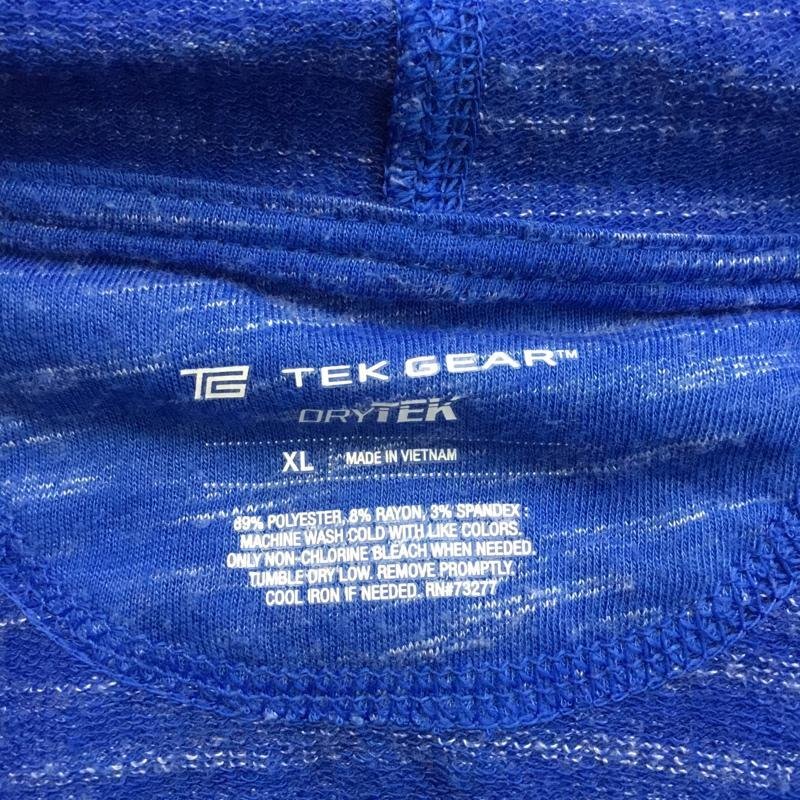 TG TEK GEAR™
DRYTEK
XL MADE IN VIETNAM
89% POLYESTER, 8% RAYON, 3% SPANDEX :
MACHINE WASH COLD WITH LIKE COLORS.
ONLY NON-CHLORINE BLEACH WHEN NEEDED.
TUMBLE DRY LOW. REMOVE PROMPTLY.
COOL IRON IF NEEDED. RN#73277